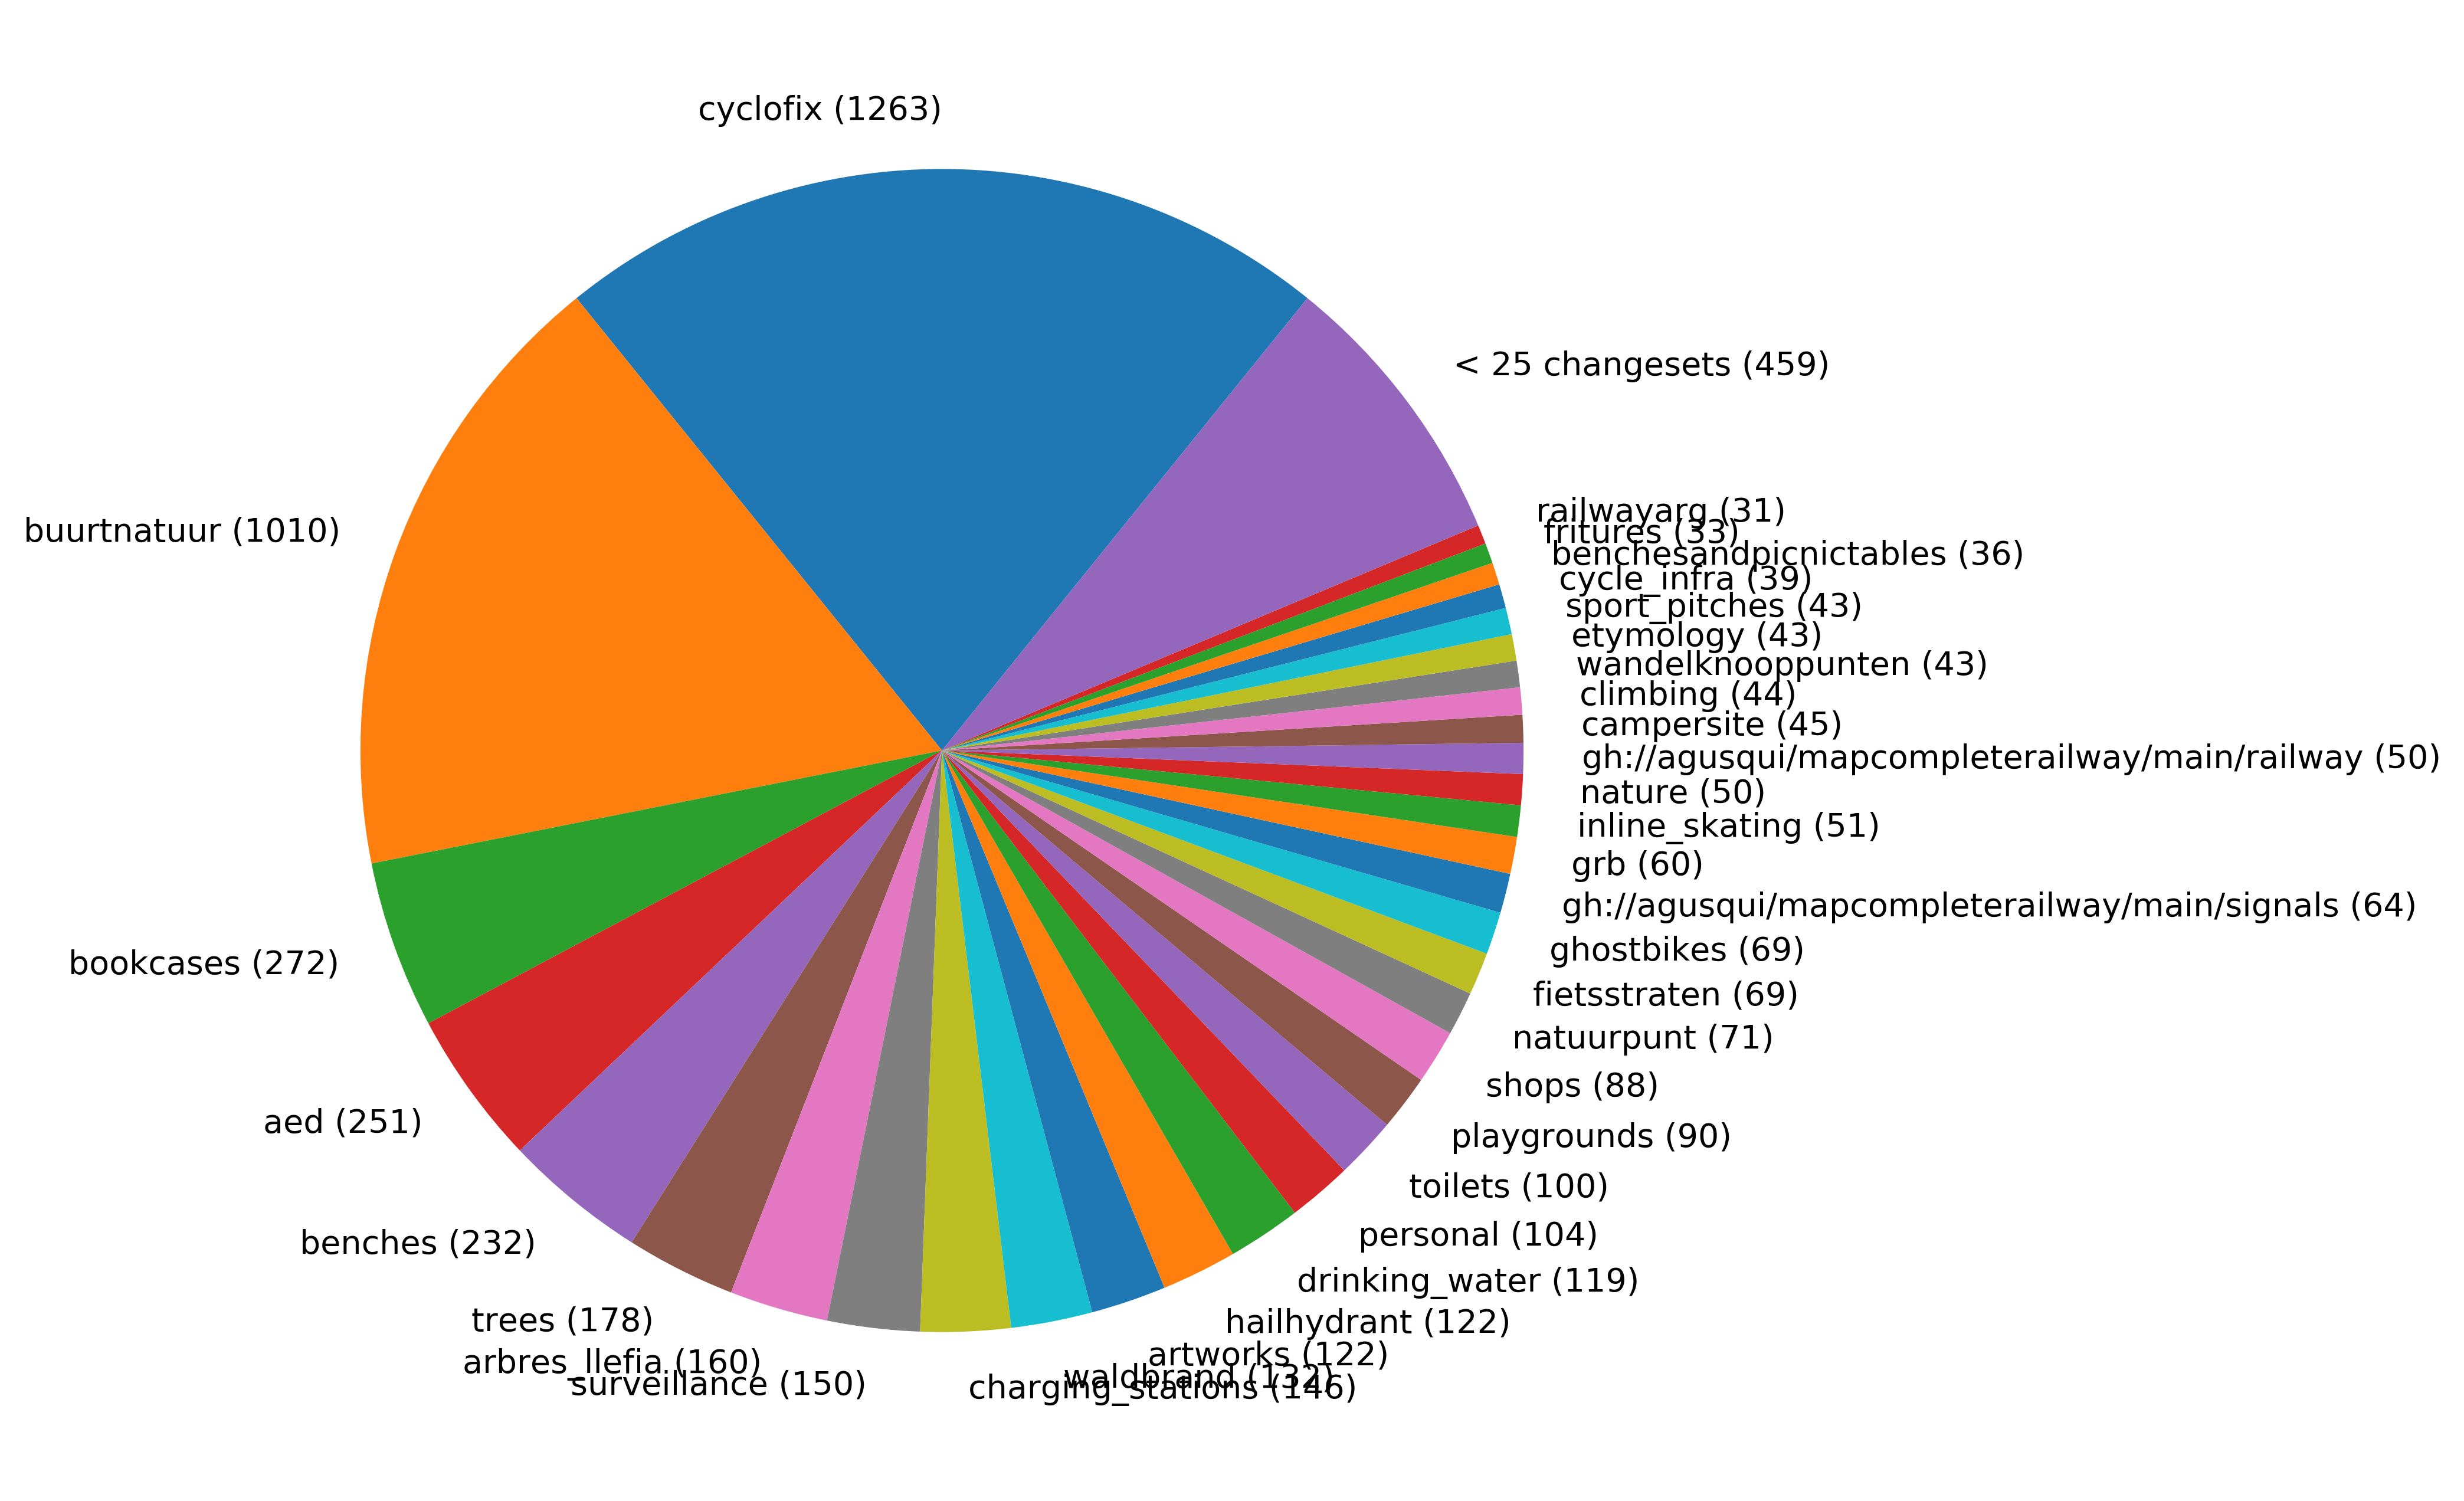 cyclofix (1263)
< 25 changesets (459)
railwayarg (31)
fritures (33)
buurtnatuur (1010)
benchesandpicnictables (36)
cycle_infra (39)
sport_pitches (43)
etymology (43)
wandelknooppunten (43)
climbing (44)
campersite (45)
gh://agusqui/mapcompleterailway/main/railway (50)
nature (50)
inline_skating (51)
grb (60)
gh://agusqui/mapcompleterailway/main/signals (64)
ghostbikes (69)
bookcases (272)
fietsstraten (69)
natuurpunt (71)
shops (88)
aed (251)
playgrounds (90)
toilets (100)
personal (104)
benches (232)
drinking_water (119)
trees (178)
hailhydrant (122)
artworks (122)
arbres_llefia (160)
waldbrand (132)
surveillance (150)
charging_stations (146)